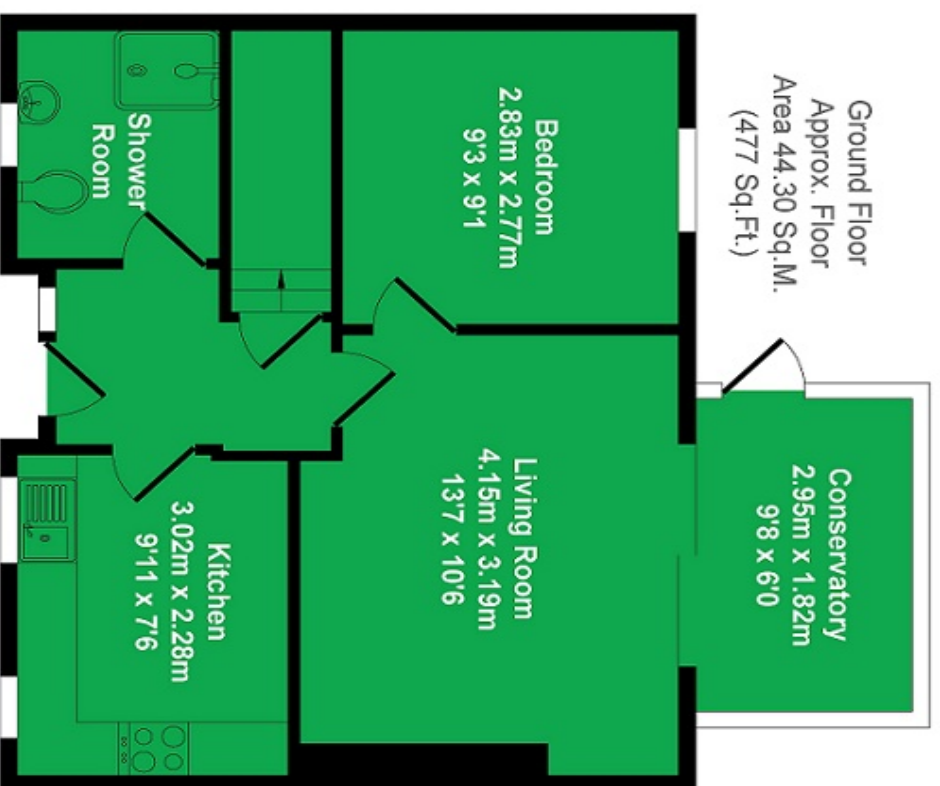 Ground Floor
Approx. Floor
Area 44.30 Sq.M.
(477 Sq.Ft.)
Conservatory
2.95m x 1.82m
9'8 x 6'0
Bedroom
2.83m x 2.77m
9'3 x 9'1
Living Room
4.15m x 3.19m
13'7 x 10'6
Shower
Room
Kitchen
3.02m x 2.28m
9'11 x 7'6